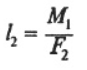 l₂ = M₁/F₂